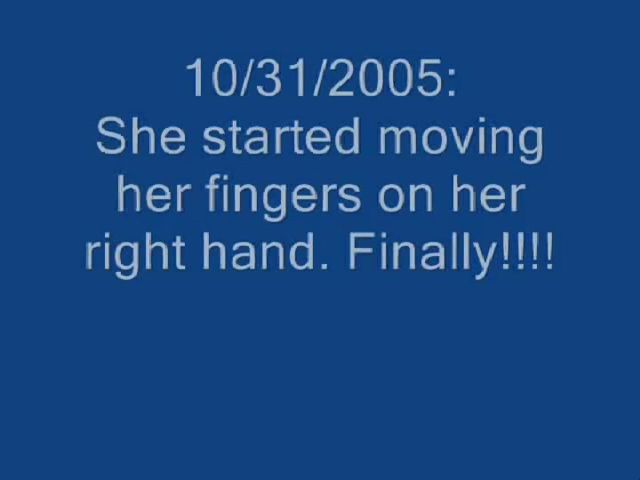 10/31/2005:
She started moving
her fingers on her
right hand. Finally!!!!